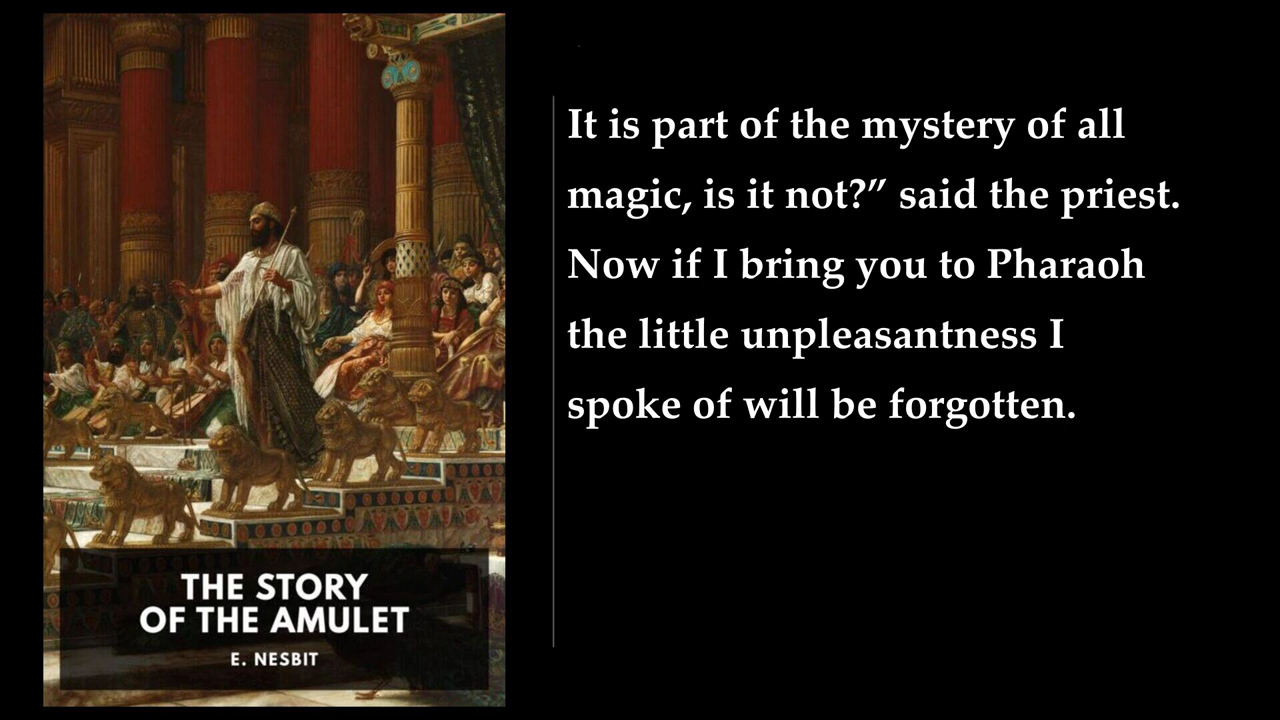 THE STORY
OF THE AMULET
E. NESBIT
It is part of the mystery of all
magic, is it not?” said the priest.
Now if I bring you to Pharaoh
the little unpleasantness I
spoke of will be forgotten.